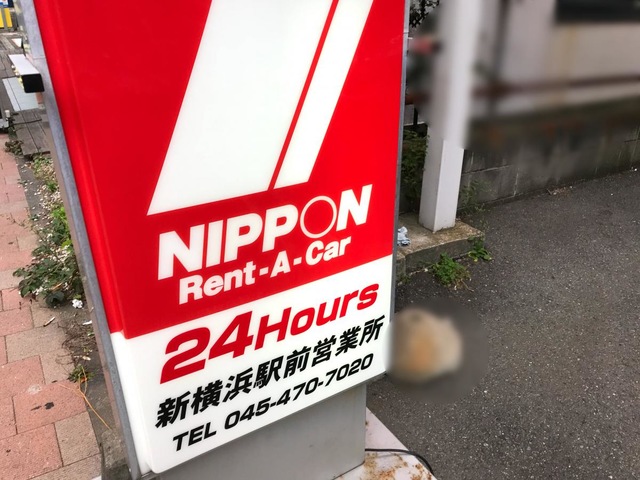 NIPPON
Rent-A-Car
24Hours
新横浜駅前営業所
TEL 045-470-7020